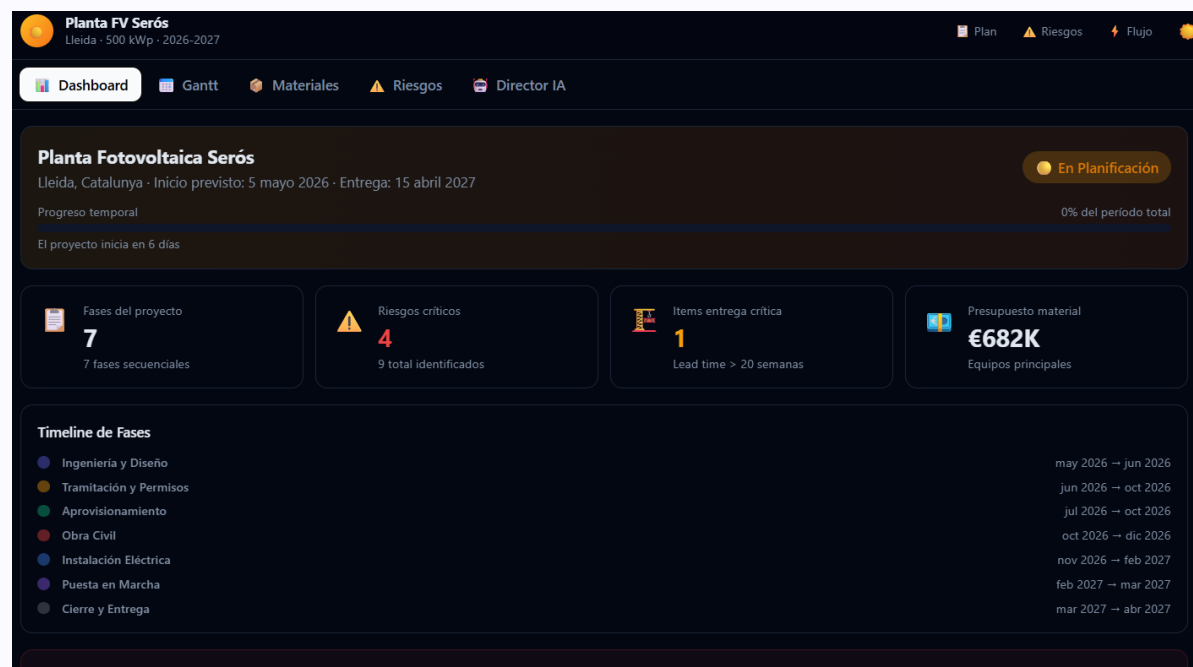 Planta FV Serós
Lleida · 500 kWp · 2026-2027
Plan
Riesgos
Flujo
Dashboard
Gantt
Materiales
Riesgos
Director IA
Planta Fotovoltaica Serós
Lleida, Catalunya · Inicio previsto: 5 mayo 2026 · Entrega: 15 abril 2027
En Planificación
Progreso temporal
0% del período total
El proyecto inicia en 6 días
Fases del proyecto
7
7 fases secuenciales
Riesgos críticos
4
9 total identificados
Items entrega crítica
1
Lead time > 20 semanas
Presupuesto material
€682K
Equipos principales
Timeline de Fases
Ingeniería y Diseño may 2026 → jun 2026
Tramitación y Permisos jun 2026 → oct 2026
Aprovisionamiento jul 2026 → oct 2026
Obra Civil oct 2026 → dic 2026
Instalación Eléctrica nov 2026 → feb 2027
Puesta en Marcha feb 2027 → mar 2027
Cierre y Entrega mar 2027 → abr 2027